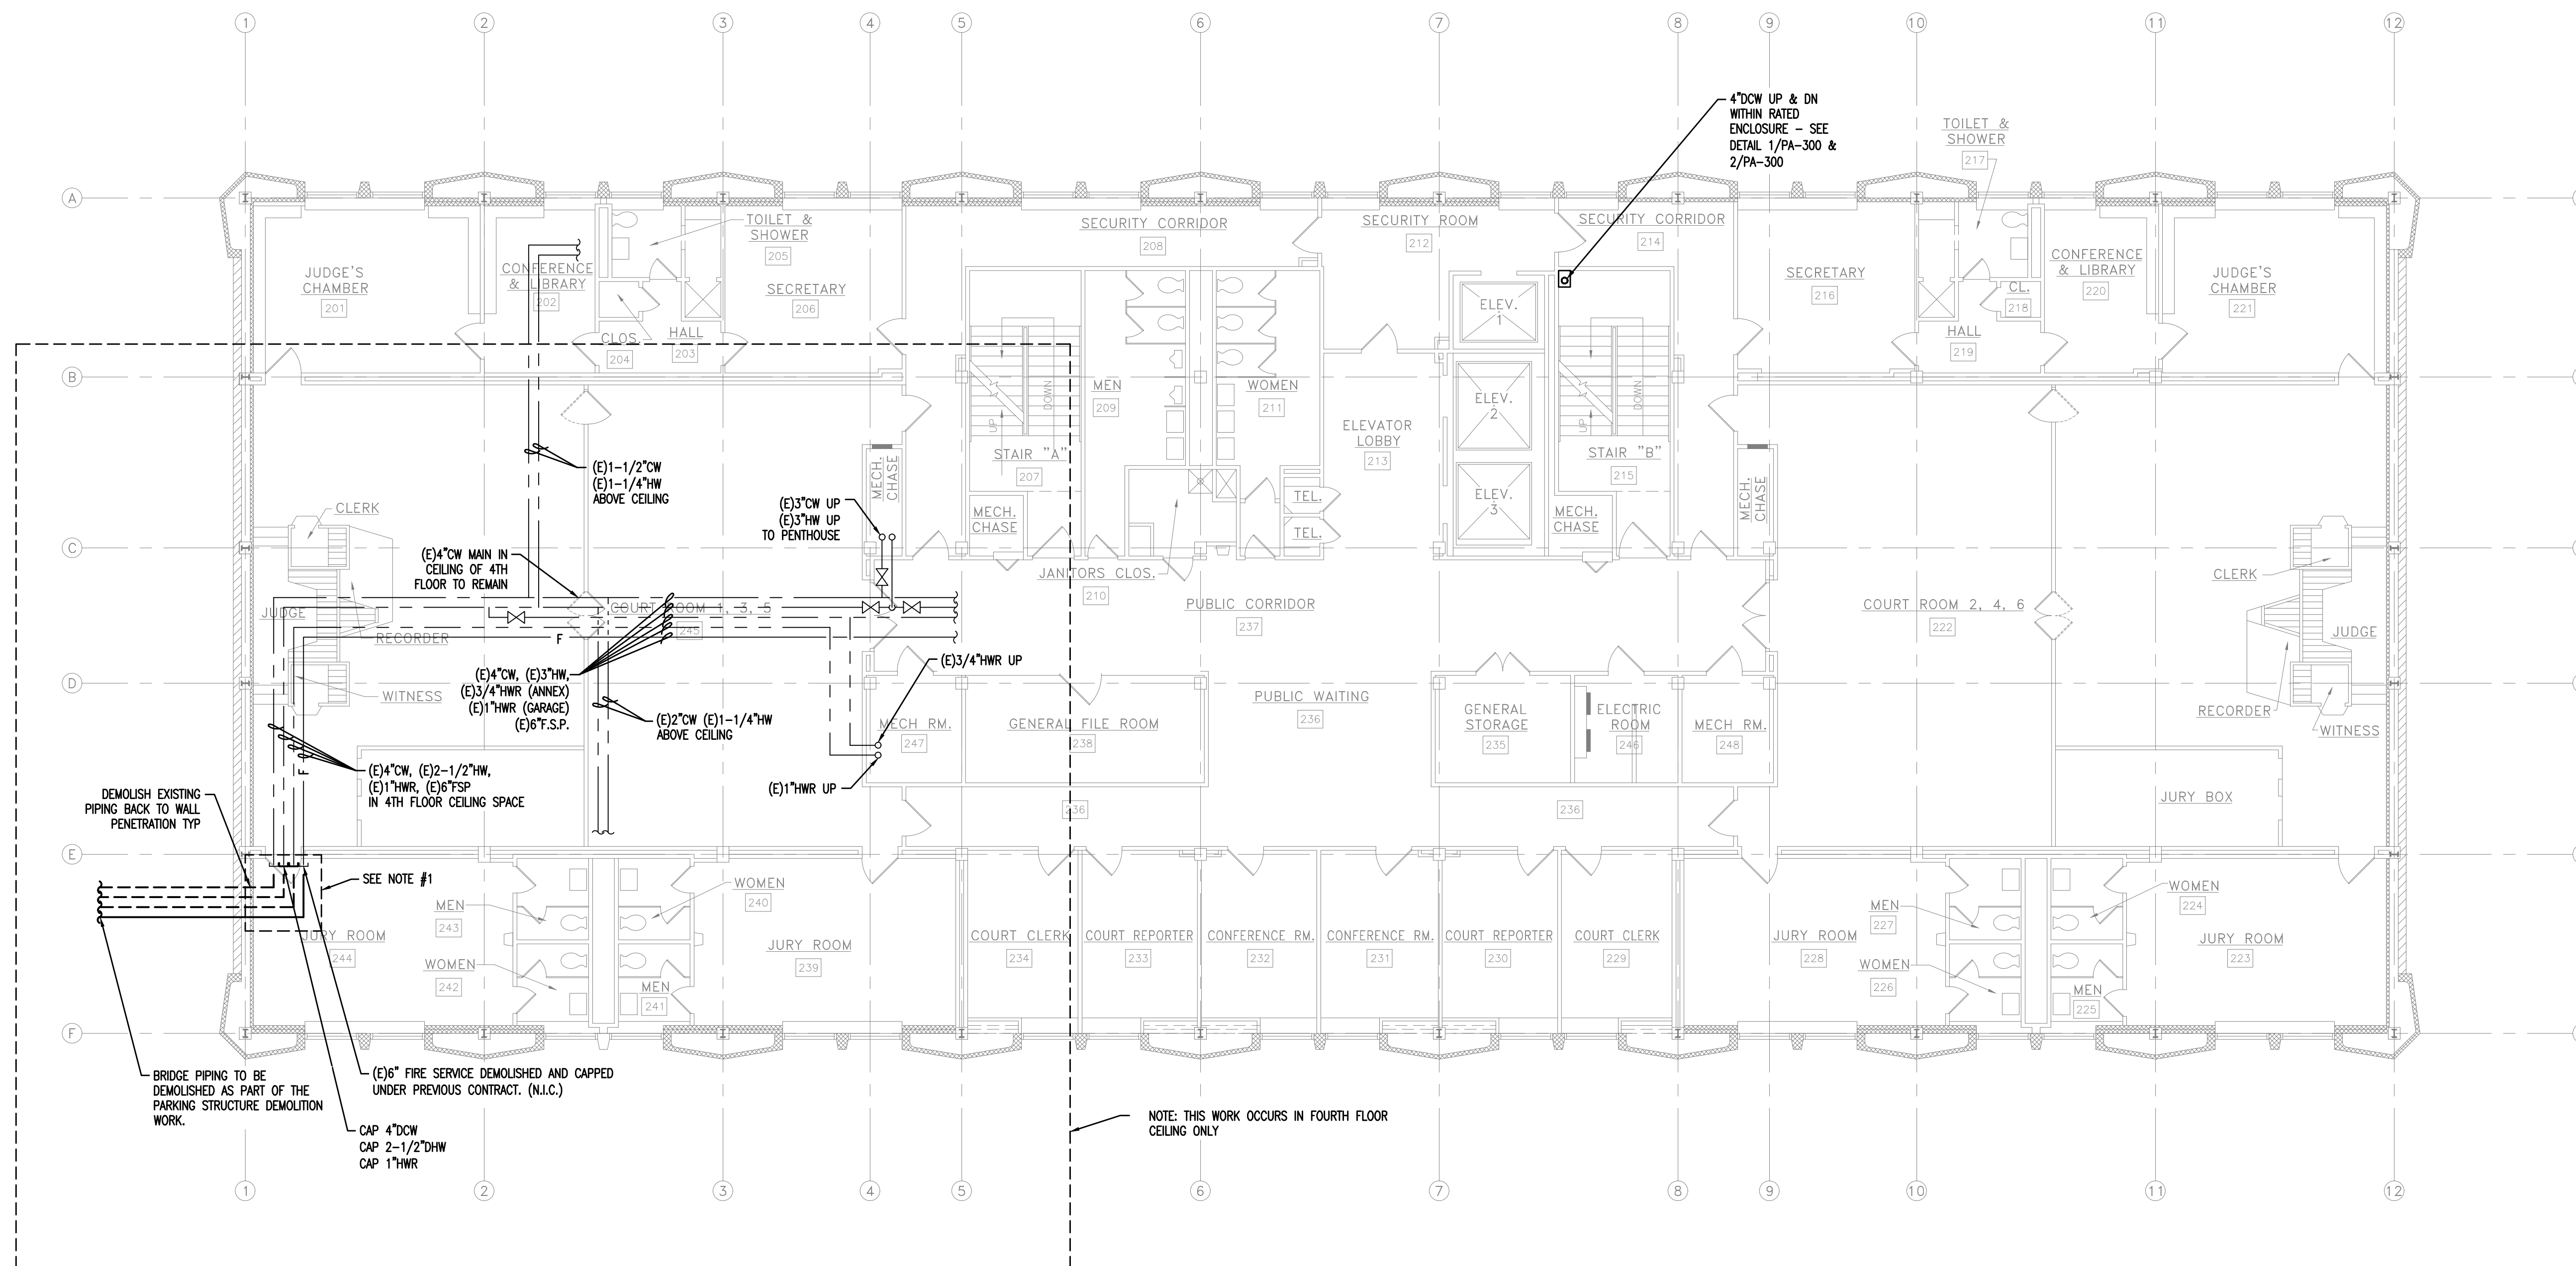 1 2 3 4 5 6 7 8 9 10 11 12
4"DCW UP & DN
WITHIN RATED
ENCLOSURE – SEE
DETAIL 1/PA-300 &
2/PA-300
A
B
C
D
E
F
JUDGE'S
CHAMBER
201
CONFERENCE
& LIBRARY
202
TOILET &
SHOWER
205
SECRETARY
206
CLOS.
204
HALL
203
SECURITY CORRIDOR
208
SECURITY ROOM
212
SECURITY CORRIDOR
214
SECRETARY
216
TOILET &
SHOWER
217
CL.
218
HALL
219
CONFERENCE
& LIBRARY
220
JUDGE'S
CHAMBER
221
ELEV.
1
ELEV.
2
ELEV.
3
UP
DOWN
STAIR "A"
207
MECH.
CHASE
MECH.
CHASE
MEN
209
WOMEN
211
TEL.
TEL.
ELEVATOR
LOBBY
213
UP
DOWN
STAIR "B"
215
MECH.
CHASE
MECH.
CHASE
JANITORS CLOS.
210
PUBLIC CORRIDOR
237
(E)1-1/2"CW
(E)1-1/4"HW
ABOVE CEILING
(E)3"CW UP
(E)3"HW UP
TO PENTHOUSE
(E)4"CW MAIN IN
CEILING OF 4TH
FLOOR TO REMAIN
CLERK
JUDGE
RECORDER
WITNESS
COURT ROOM 1, 3, 5
245
F
(E)4"CW, (E)3"HW,
(E)3/4"HWR (ANNEX)
(E)1"HWR (GARAGE)
(E)6"F.S.P.
(E)2"CW (E)1-1/4"HW
ABOVE CEILING
(E)3/4"HWR UP
(E)1"HWR UP
(E)4"CW, (E)2-1/2"HW,
(E)1"HWR, (E)6"FSP
IN 4TH FLOOR CEILING SPACE
F
MECH RM.
247
GENERAL FILE ROOM
238
PUBLIC WAITING
236
GENERAL
STORAGE
235
ELECTRIC
ROOM
246
MECH RM.
248
236
236
COURT ROOM 2, 4, 6
222
CLERK
JUDGE
RECORDER
WITNESS
JURY BOX
DEMOLISH EXISTING
PIPING BACK TO WALL
PENETRATION TYP
SEE NOTE #1
JURY ROOM
244
MEN
243
WOMEN
242
WOMEN
240
MEN
241
JURY ROOM
239
COURT CLERK
234
COURT REPORTER
233
CONFERENCE RM.
232
CONFERENCE RM.
231
COURT REPORTER
230
COURT CLERK
229
JURY ROOM
228
MEN
227
WOMEN
226
WOMEN
224
MEN
225
JURY ROOM
223
BRIDGE PIPING TO BE
DEMOLISHED AS PART OF THE
PARKING STRUCTURE DEMOLITION
WORK.
(E)6" FIRE SERVICE DEMOLISHED AND CAPPED
UNDER PREVIOUS CONTRACT. (N.I.C.)
CAP 4"DCW
CAP 2-1/2"DHW
CAP 1"HWR
NOTE: THIS WORK OCCURS IN FOURTH FLOOR
CEILING ONLY
1 2 3 4 5 6 7 8 9 10 11 12